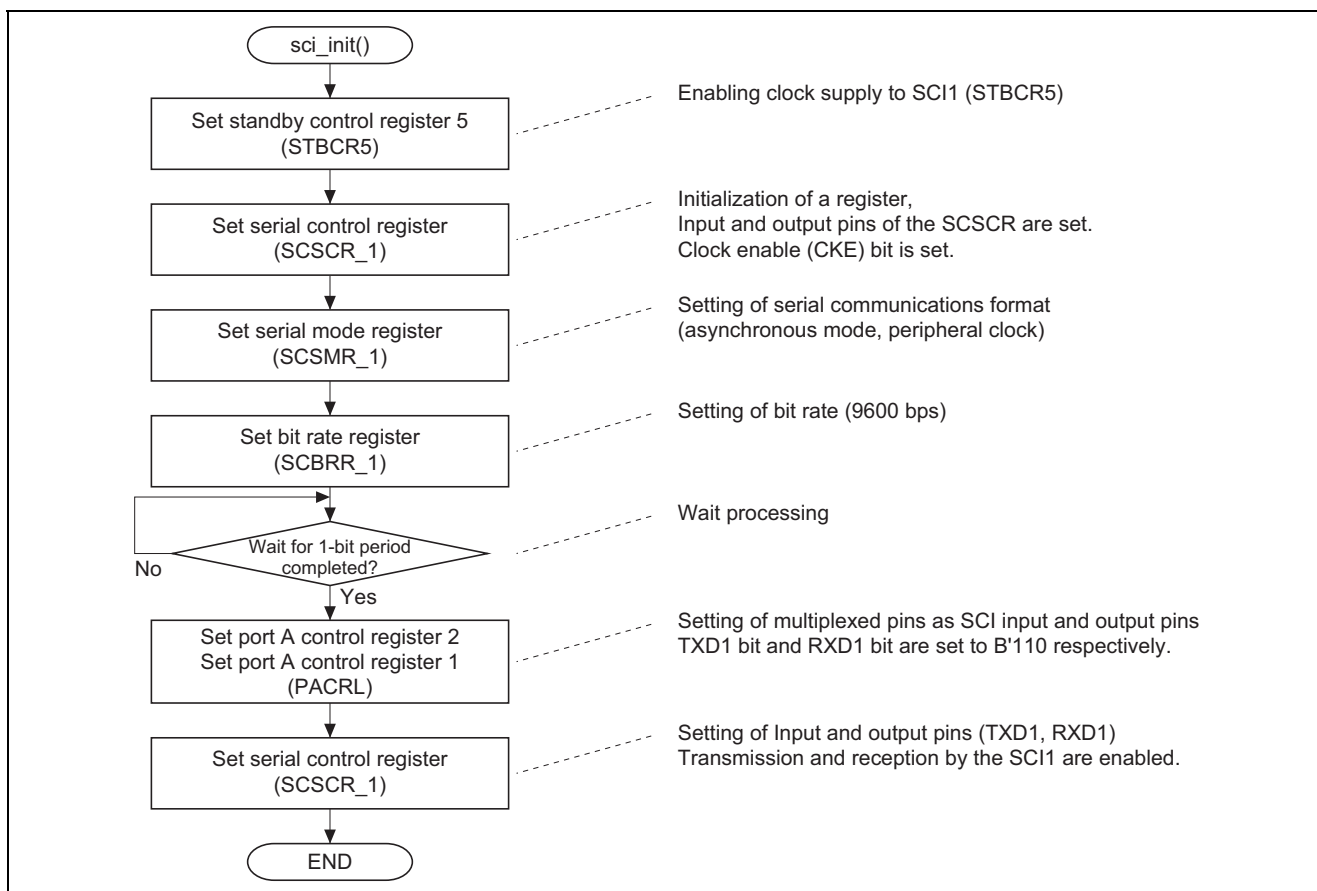 sci_init()
Set standby control register 5
(STBCR5)
Enabling clock supply to SCI1 (STBCR5)
Set serial control register
(SCSCR_1)
Initialization of a register,
Input and output pins of the SCSCR are set.
Clock enable (CKE) bit is set.
Set serial mode register
(SCSMR_1)
Setting of serial communications format
(asynchronous mode, peripheral clock)
Set bit rate register
(SCBRR_1)
Setting of bit rate (9600 bps)
Wait for 1-bit period
completed?
No
Yes
Wait processing
Set port A control register 2
Set port A control register 1
(PACRL)
Setting of multiplexed pins as SCI input and output pins
TXD1 bit and RXD1 bit are set to B'110 respectively.
Set serial control register
(SCSCR_1)
Setting of Input and output pins (TXD1, RXD1)
Transmission and reception by the SCI1 are enabled.
END